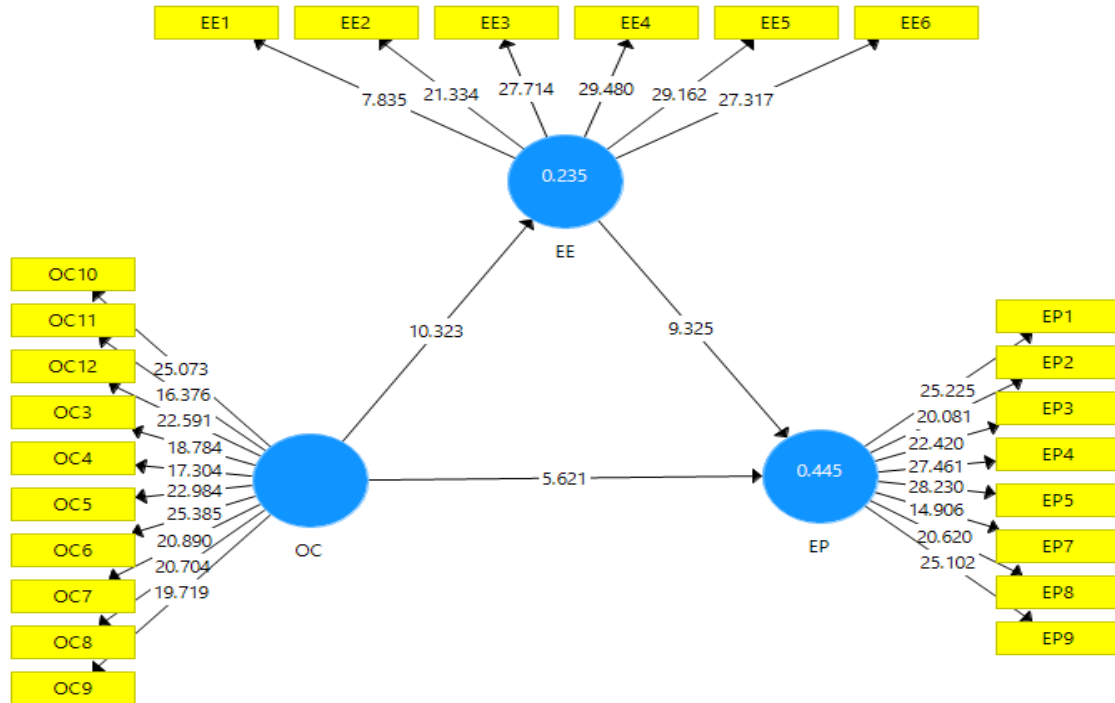 EE1 EE2 EE3 EE4 EE5 EE6
7.835 21.334 27.714 29.480 29.162 27.317
0.235
EE
10.323
9.325
OC10
OC11
OC12
OC3
OC4
OC5
OC6
OC7
OC8
OC9
25.073
16.376
22.591
18.784
17.304
22.984
25.385
20.890
20.704
19.719
OC
5.621
0.445
EP
25.225
20.081
22.420
27.461
28.230
14.906
20.620
25.102
EP1
EP2
EP3
EP4
EP5
EP7
EP8
EP9